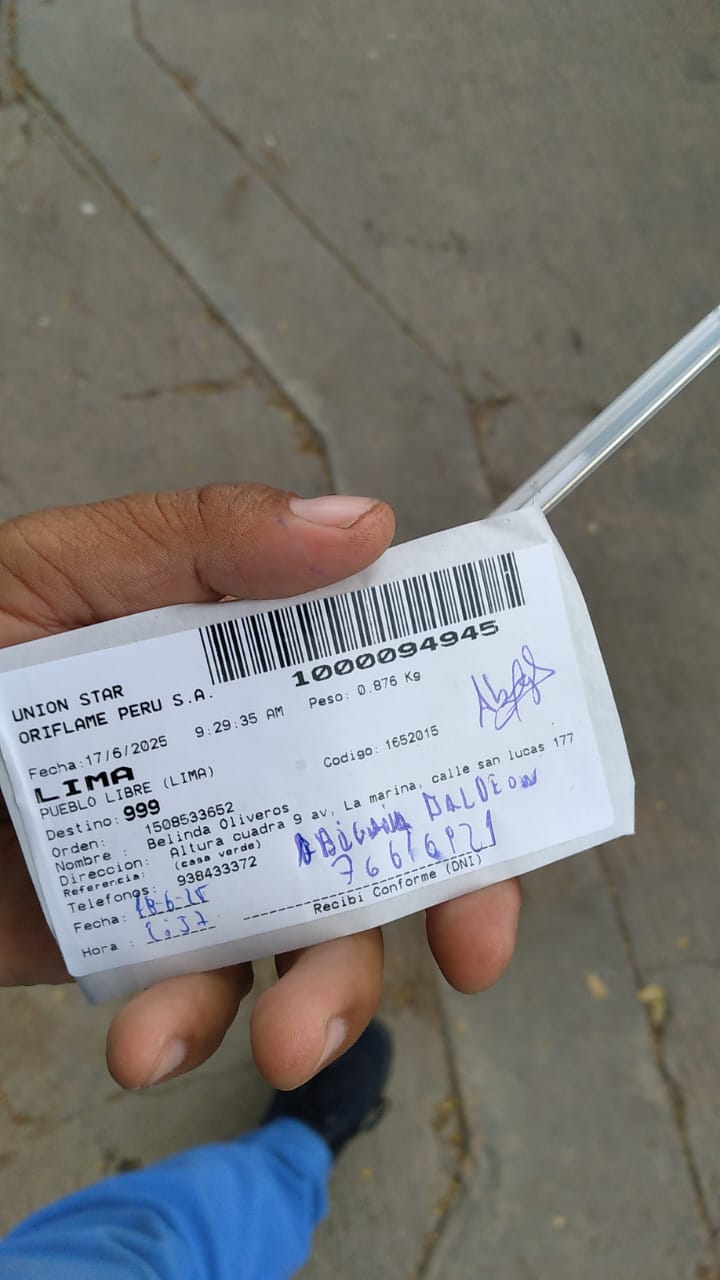 1000094945
UNION STAR
ORIFLAME PERU S.A.
Fecha:17/6/2025 9:29:35 AM Peso: 0.876 Kg
LIMA
PUEBLO LIBRE (LIMA) Codigo: 1652015
Destino: 999
Orden: 1508533652
Nombre : Belinda Oliveros
Direccion: Altura cuadra 9 av, La marina, calle san lucas 177
Referencia: (casa verde)
Telefonos: 938433372
Fecha: 18-6-25
Hora :
Recibi Conforme (DNI)